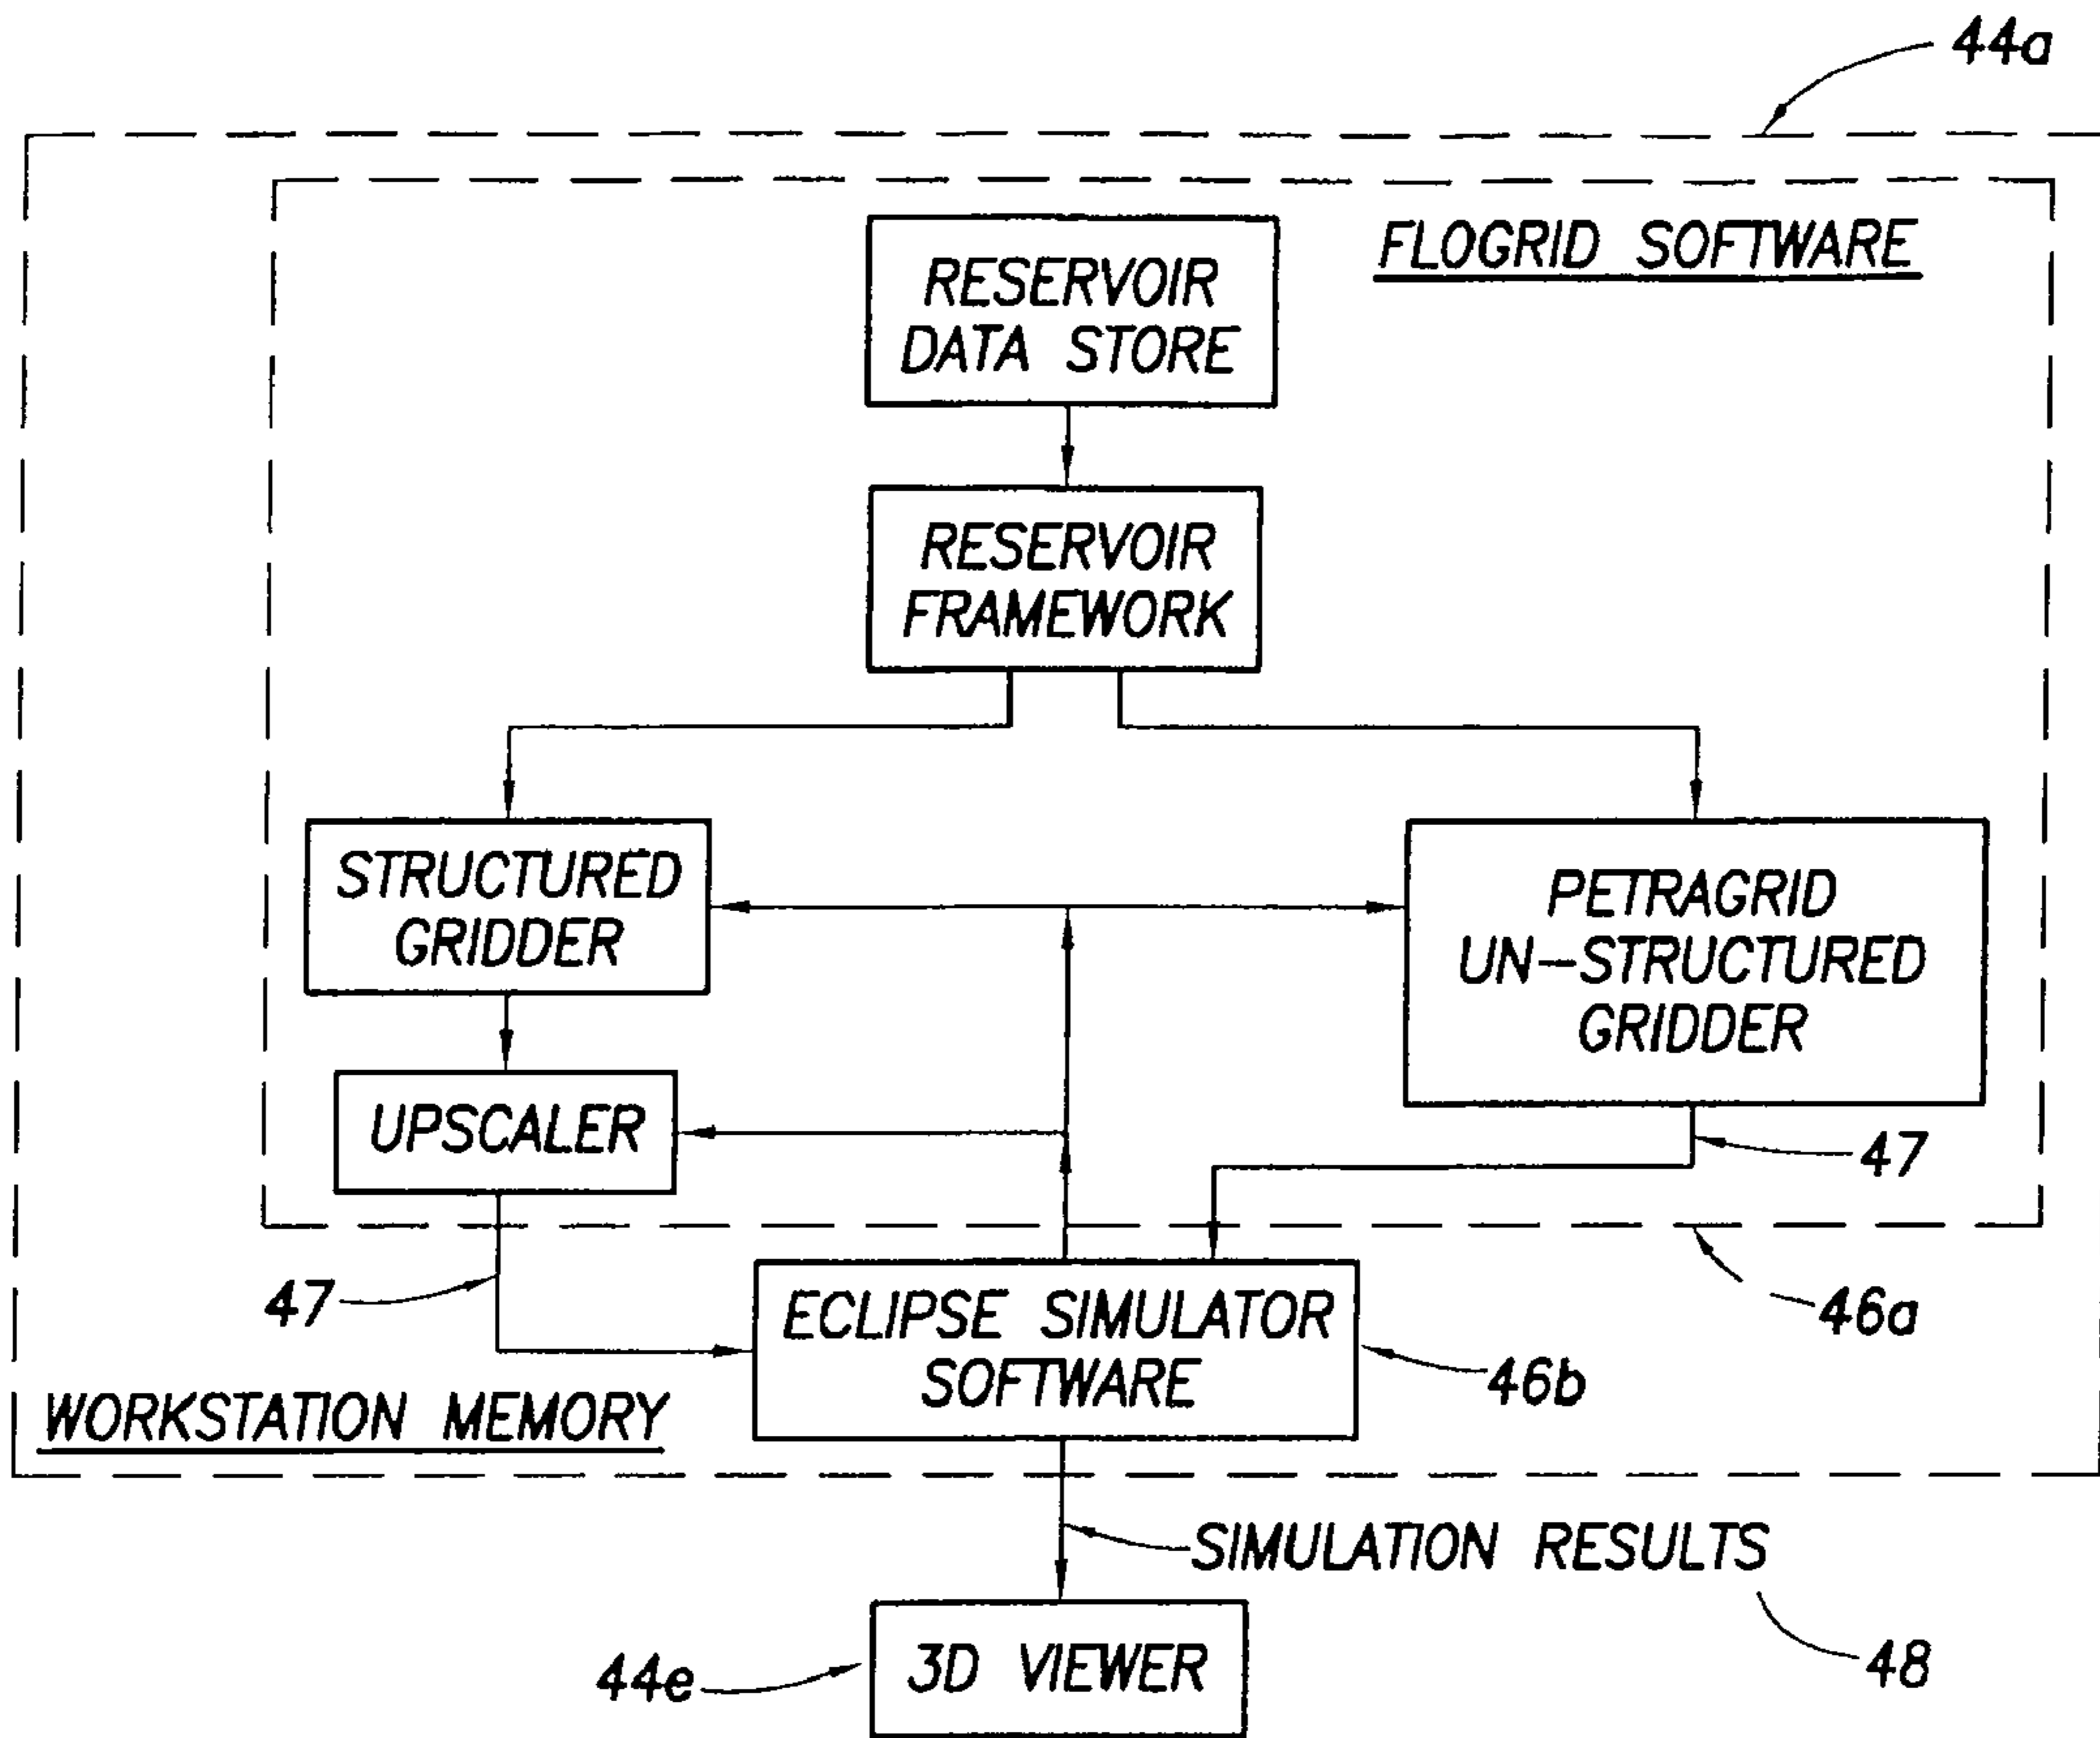 44a
FLOGRID SOFTWARE
RESERVOIR
DATA STORE
RESERVOIR
FRAMEWORK
STRUCTURED
GRIDDER
PETRAGRID
UN-STRUCTURED
GRIDDER
UPSCALER
47
47
46a
ECLIPSE SIMULATOR
SOFTWARE
46b
WORKSTATION MEMORY
SIMULATION RESULTS
48
44e
3D VIEWER